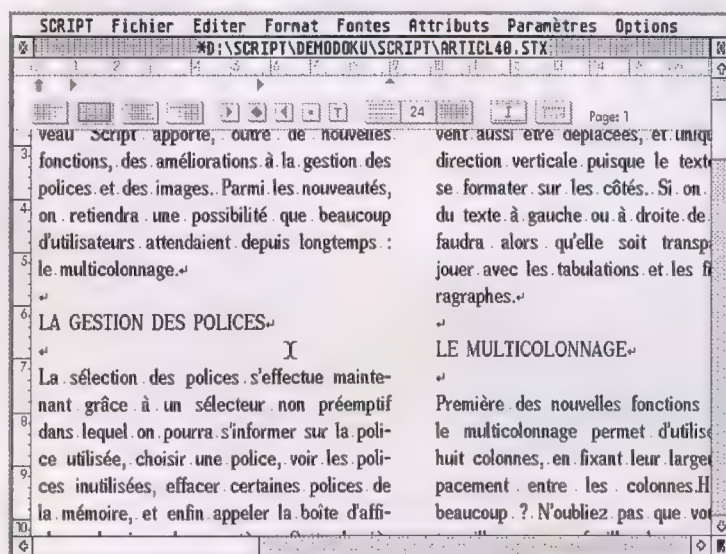 SCRIPT Fichier Editer Format Fontes Attributs Paramètres Options
*D:\SCRIPT\DEMODOKU\SCRIPT\ARTICL40.STX
T 24 Page: 1
veau Script apporte, outre de nouvelles
fonctions, des améliorations à la gestion des
polices et des images. Parmi les nouveautés,
on retiendra une possibilité que beaucoup
d'utilisateurs attendaient depuis longtemps :
le multicolonnage.
LA GESTION DES POLICES
La sélection des polices s'effectue mainte-
nant grâce à un sélecteur non préemptif
dans lequel on pourra s'informer sur la poli-
ce utilisée, choisir une police, voir les poli-
ces inutilisées, effacer certaines polices de
la mémoire, et enfin appeler la boîte d'affi-
vent aussi être déplacées, et uniqu
direction verticale puisque le texte
se formater sur les côtés. Si on
du texte à gauche ou à droite de
faudra alors qu'elle soit transp
jouer avec les tabulations et les fi
ragraphes.
LE MULTICOLONNAGE
Première des nouvelles fonctions
le multicolonnage permet d'utilise
huit colonnes, en fixant leur larger
pacement entre les colonnes.H
beaucoup ? N'oubliez pas que vou